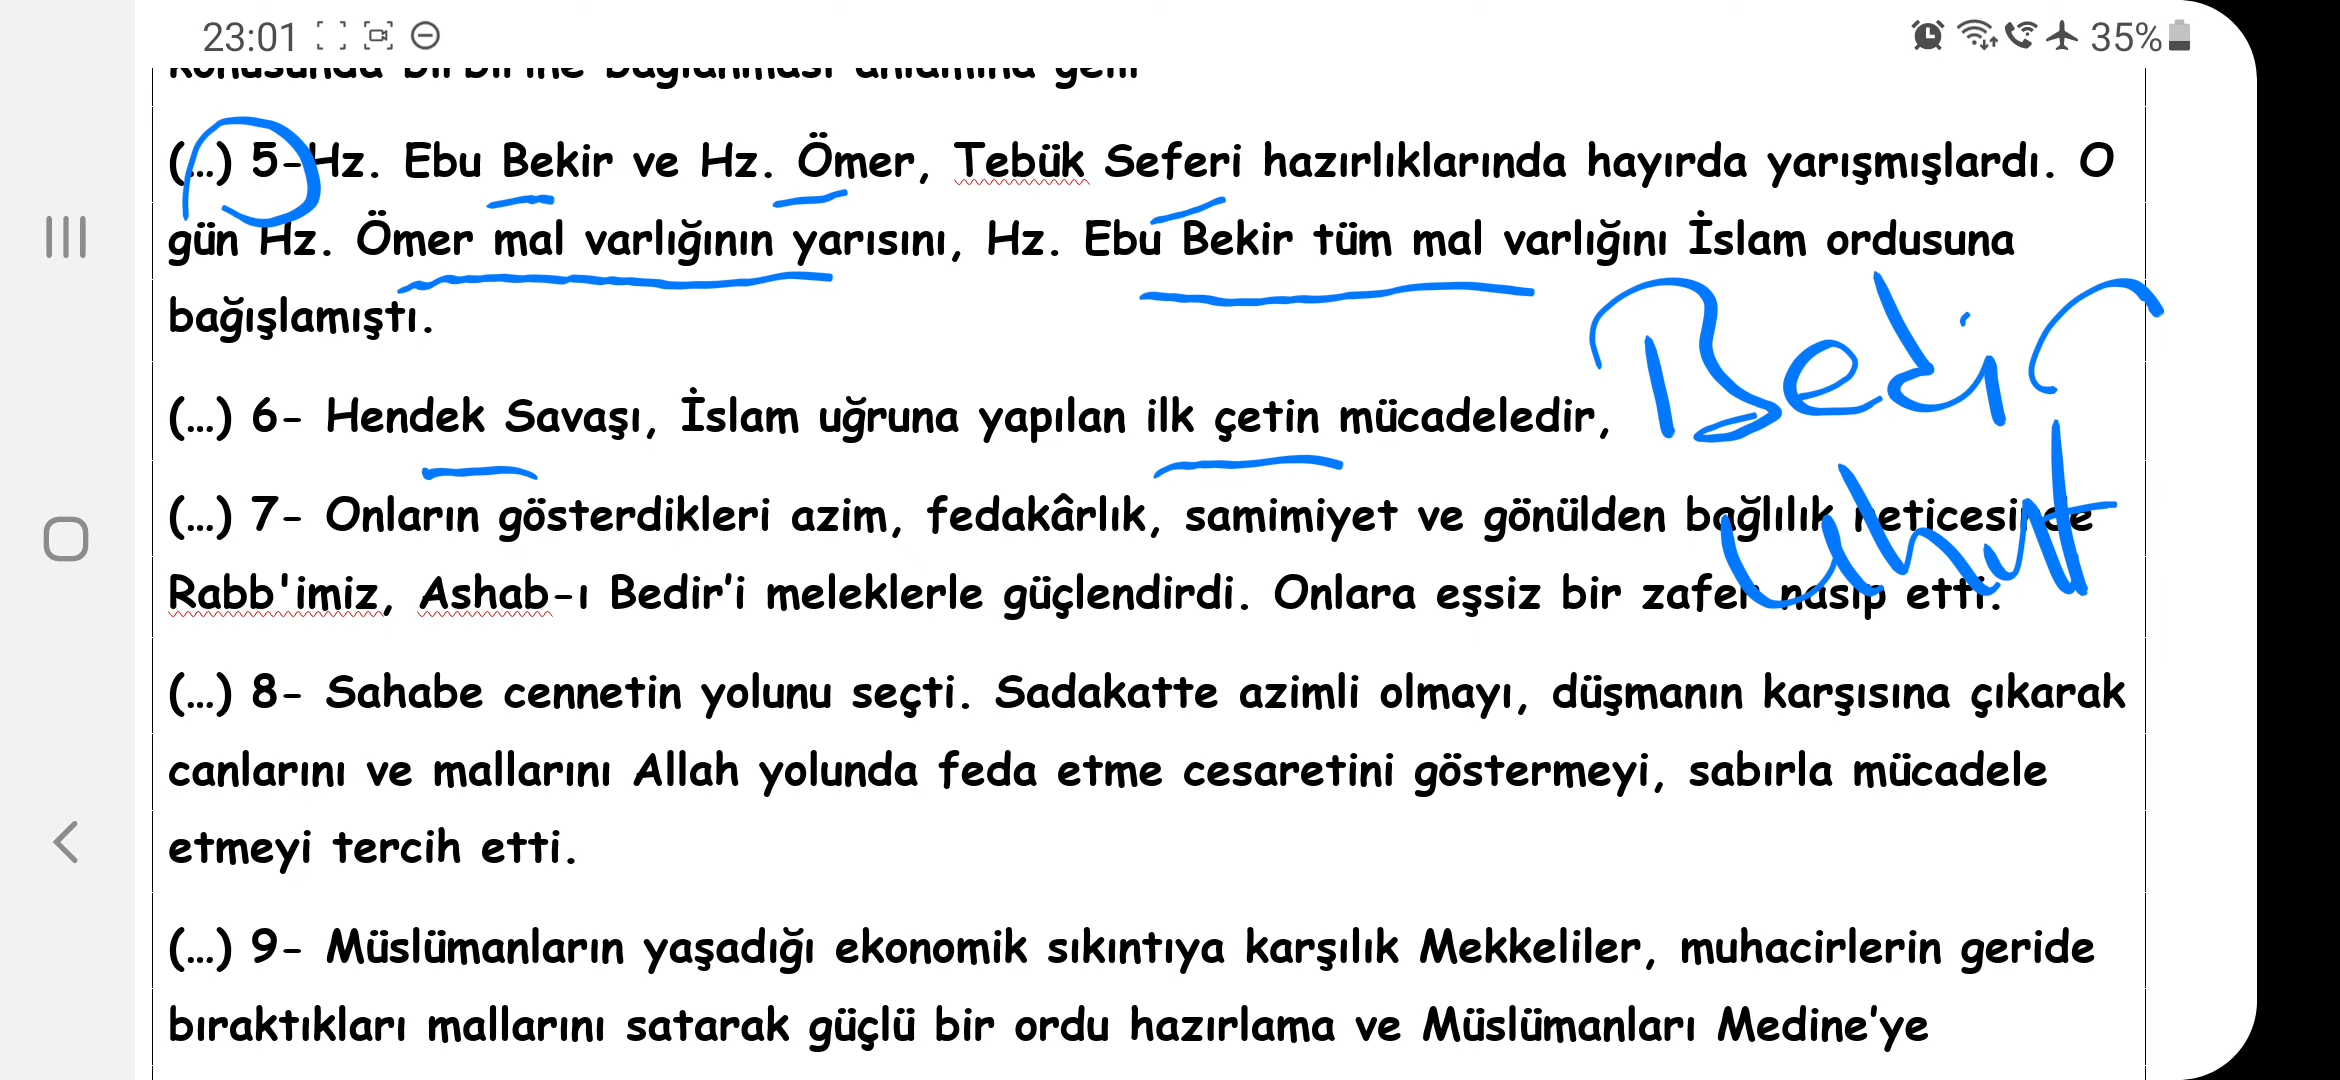 23:01 35%
konusunda birbirine bağlanması anlamına gelir
(...) 5-Hz. Ebu Bekir ve Hz. Ömer, Tebük Seferi hazırlıklarında hayırda yarışmışlardı. O
gün Hz. Ömer mal varlığının yarısını, Hz. Ebu Bekir tüm mal varlığını İslam ordusuna
bağışlamıştı.
Bedir
(...) 6- Hendek Savaşı, İslam uğruna yapılan ilk çetin mücadeledir,
Uhut
(...) 7- Onların gösterdikleri azim, fedakârlık, samimiyet ve gönülden bağlılık neticesinde
Rabb'imiz, Ashab-ı Bedir’i meleklerle güçlendirdi. Onlara eşsiz bir zafer nasip etti.
(...) 8- Sahabe cennetin yolunu seçti. Sadakatte azimli olmayı, düşmanın karşısına çıkarak
canlarını ve mallarını Allah yolunda feda etme cesaretini göstermeyi, sabırla mücadele
etmeyi tercih etti.
(...) 9- Müslümanların yaşadığı ekonomik sıkıntıya karşılık Mekkeliler, muhacirlerin geride
bıraktıkları mallarını satarak güçlü bir ordu hazırlama ve Müslümanları Medine’ye